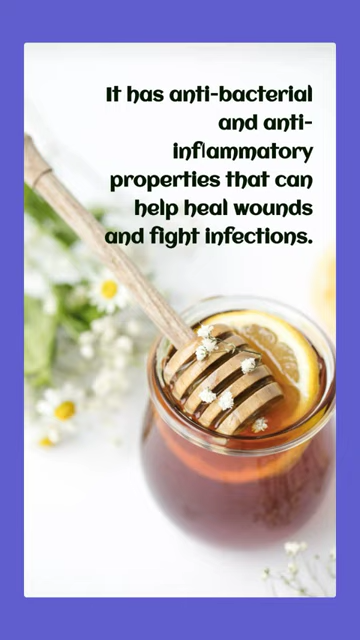 It has anti-bacterial
and anti-
inflammatory
properties that can
help heal wounds
and fight infections.